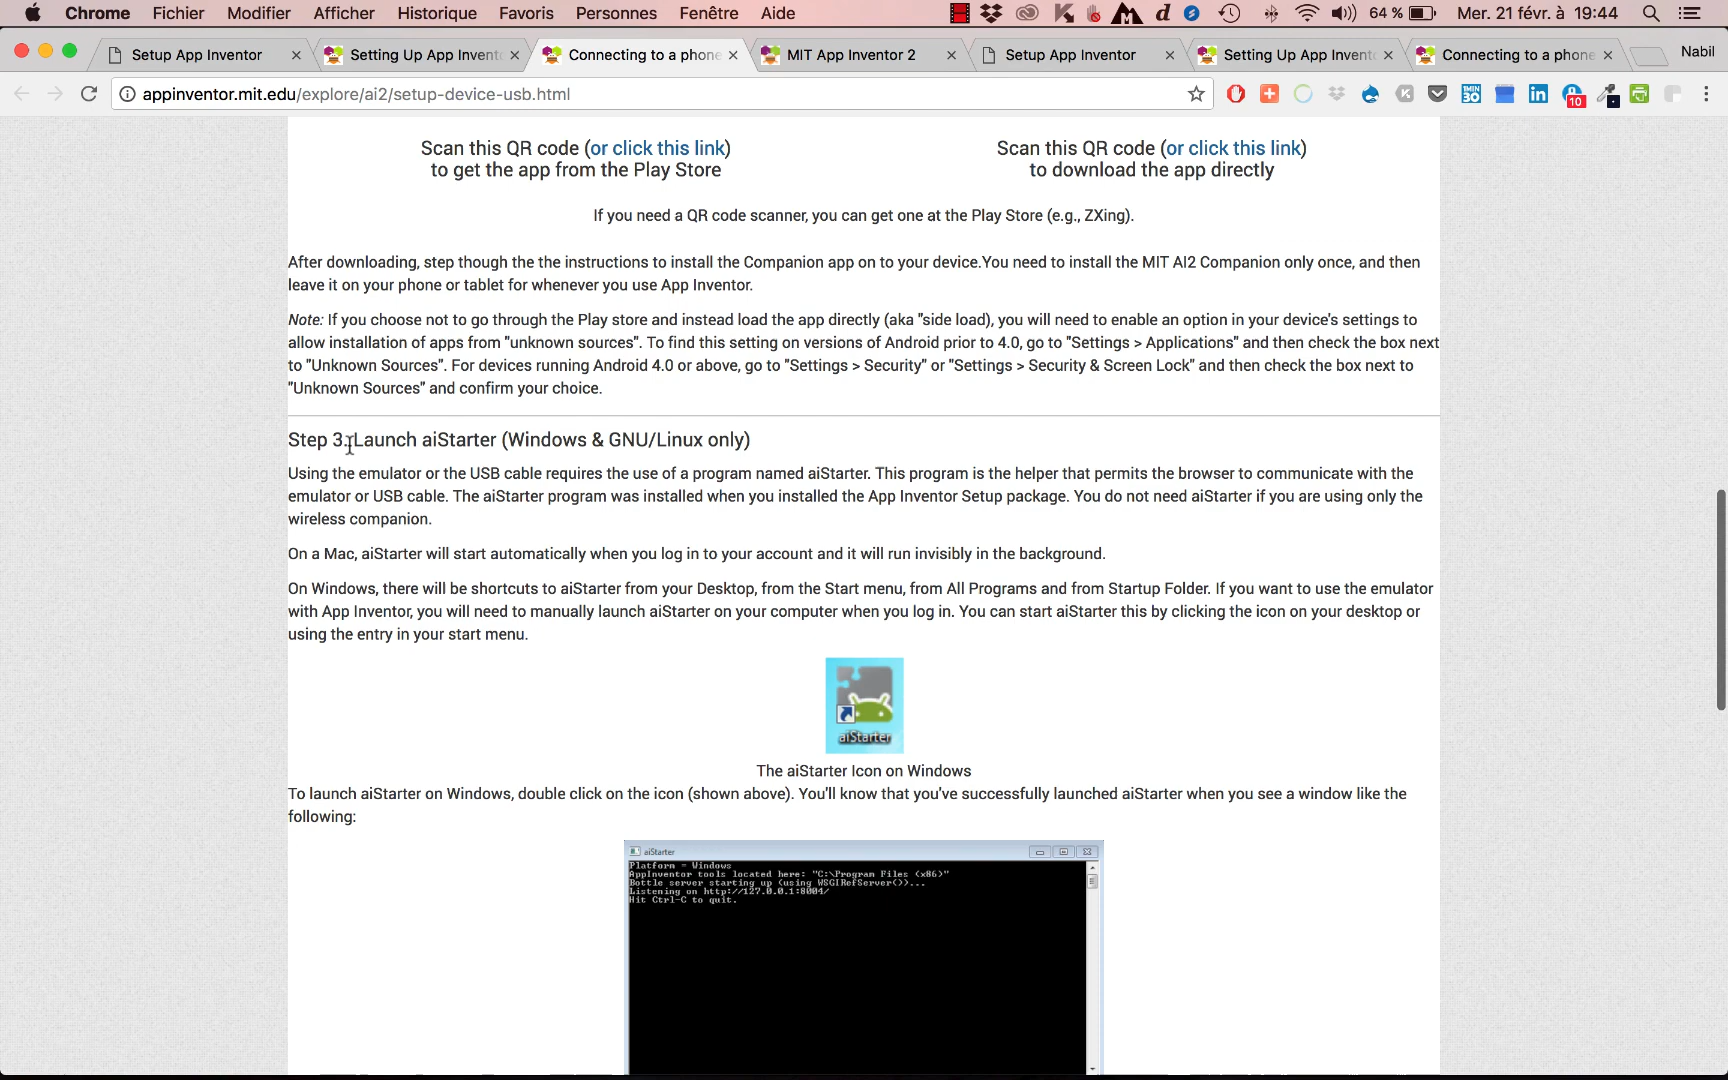 Chrome Fichier Modifier Afficher Historique Favoris Personnes Fenêtre Aide 64 % Mer. 21 févr. à 19:44
Setup App Inventor Setting Up App Invento Connecting to a phone MIT App Inventor 2 Setup App Inventor Setting Up App Invento Connecting to a phone Nabil
appinventor.mit.edu/explore/ai2/setup-device-usb.html
Scan this QR code (or click this link)
to get the app from the Play Store
Scan this QR code (or click this link)
to download the app directly
If you need a QR code scanner, you can get one at the Play Store (e.g., ZXing).
After downloading, step though the the instructions to install the Companion app on to your device.You need to install the MIT AI2 Companion only once, and then
leave it on your phone or tablet for whenever you use App Inventor.
Note: If you choose not to go through the Play store and instead load the app directly (aka "side load), you will need to enable an option in your device's settings to
allow installation of apps from "unknown sources". To find this setting on versions of Android prior to 4.0, go to "Settings > Applications" and then check the box next
to "Unknown Sources". For devices running Android 4.0 or above, go to "Settings > Security" or "Settings > Security & Screen Lock" and then check the box next to
"Unknown Sources" and confirm your choice.
Step 3. Launch aiStarter (Windows & GNU/Linux only)
Using the emulator or the USB cable requires the use of a program named aiStarter. This program is the helper that permits the browser to communicate with the
emulator or USB cable. The aiStarter program was installed when you installed the App Inventor Setup package. You do not need aiStarter if you are using only the
wireless companion.
On a Mac, aiStarter will start automatically when you log in to your account and it will run invisibly in the background.
On Windows, there will be shortcuts to aiStarter from your Desktop, from the Start menu, from All Programs and from Startup Folder. If you want to use the emulator
with App Inventor, you will need to manually launch aiStarter on your computer when you log in. You can start aiStarter this by clicking the icon on your desktop or
using the entry in your start menu.
aiStarter
The aiStarter Icon on Windows
To launch aiStarter on Windows, double click on the icon (shown above). You'll know that you've successfully launched aiStarter when you see a window like the
following:
aiStarter
Platform = Windows
AppInventor tools located here: "C:\Program Files (x86)"
Bottle server starting up (using WSGIRefServer())...
Listening on http://127.0.0.1:8004/
Hit Ctrl-C to quit.